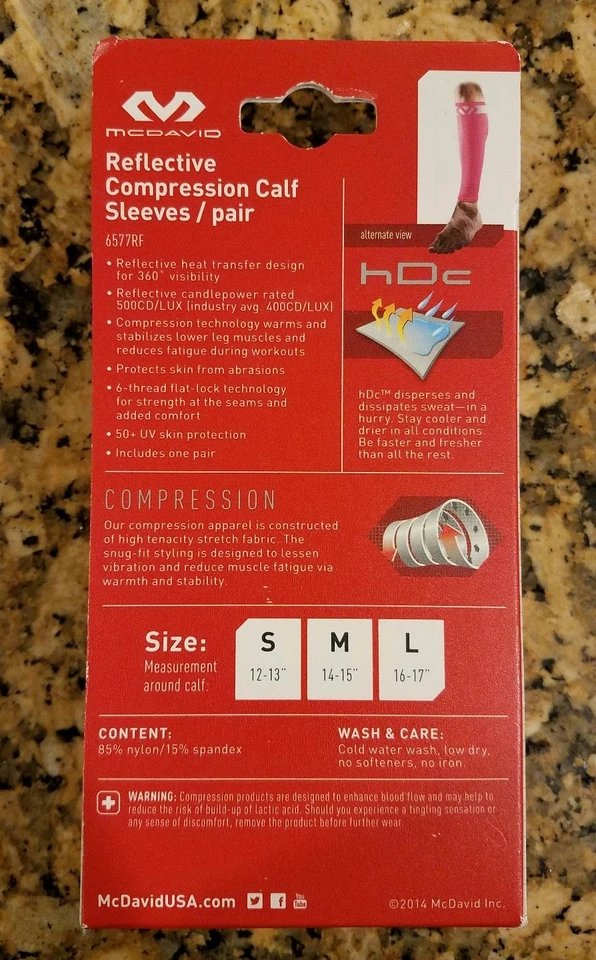 McDAVID
Reflective
Compression Calf
Sleeves / pair
6577RF
• Reflective heat transfer design
for 360° visibility
• Reflective candlepower rated
500CD/LUX (industry avg. 400CD/LUX)
• Compression technology warms and
stabilizes lower leg muscles and
reduces fatigue during workouts
• Protects skin from abrasions
• 6-thread flat-lock technology
for strength at the seams and
added comfort
• 50+ UV skin protection
• Includes one pair
alternate view
hDc
hDc™ disperses and
dissipates sweat—in a
hurry. Stay cooler and
drier in all conditions.
Be faster and fresher
than all the rest.
COMPRESSION
Our compression apparel is constructed
of high tenacity stretch fabric. The
snug-fit styling is designed to lessen
vibration and reduce muscle fatigue via
warmth and stability.
Size:
Measurement
around calf:
S
12-13"
M
14-15"
L
16-17"
CONTENT:
85% nylon/15% spandex
WASH & CARE:
Cold water wash, low dry,
no softeners, no iron.
WARNING: Compression products are designed to enhance blood flow and may help to
reduce the risk of build-up of lactic acid. Should you experience a tingling sensation or
any sense of discomfort, remove the product before further wear.
McDavidUSA.com
You
Tube
©2014 McDavid Inc.